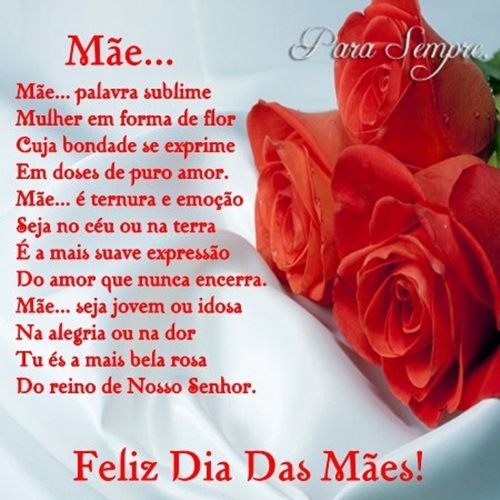 Mãe...
Para Sempre.
Mãe... palavra sublime
Mulher em forma de flor
Cuja bondade se exprime
Em doses de puro amor.
Mãe... é ternura e emoção
Seja no céu ou na terra
É a mais suave expressão
Do amor que nunca encerra.
Mãe... seja jovem ou idosa
Na alegria ou na dor
Tu és a mais bela rosa
Do reino de Nosso Senhor.
Feliz Dia Das Mães!